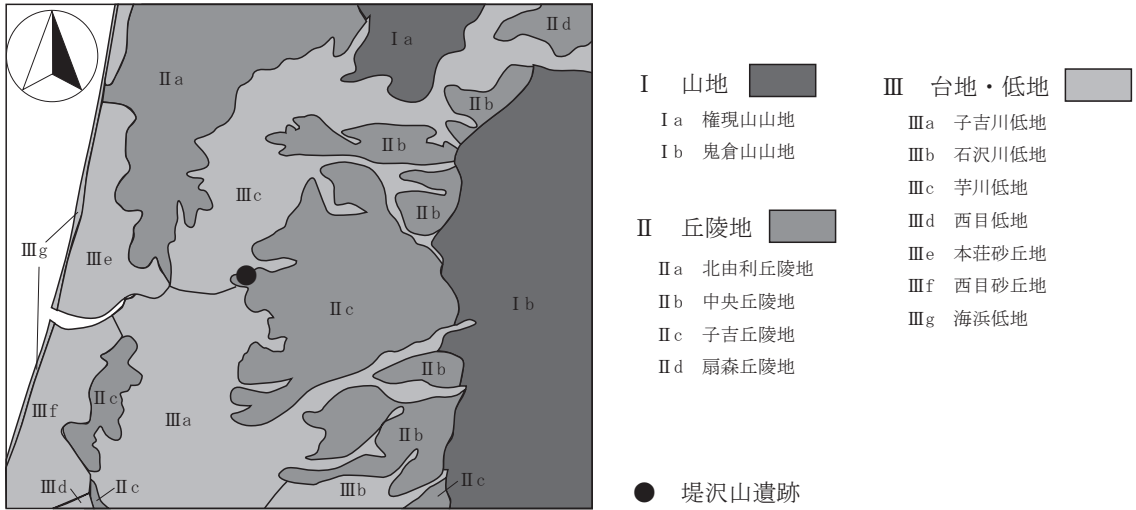 Ⅰa
Ⅱd
Ⅱa
Ⅱb
Ⅱb
Ⅲc
Ⅱb
Ⅲg
Ⅲe
Ⅰb
Ⅱc
Ⅱb
Ⅱc
Ⅲf
Ⅲa
Ⅱb
Ⅲd
Ⅱc
Ⅲb
Ⅱc
Ⅰ 山地
Ⅰa 権現山山地
Ⅰb 鬼倉山山地
Ⅱ 丘陵地
Ⅱa 北由利丘陵地
Ⅱb 中央丘陵地
Ⅱc 子吉丘陵地
Ⅱd 扇森丘陵地
Ⅲ 台地・低地
Ⅲa 子吉川低地
Ⅲb 石沢川低地
Ⅲc 芋川低地
Ⅲd 西目低地
Ⅲe 本荘砂丘地
Ⅲf 西目砂丘地
Ⅲg 海浜低地
● 堤沢山遺跡